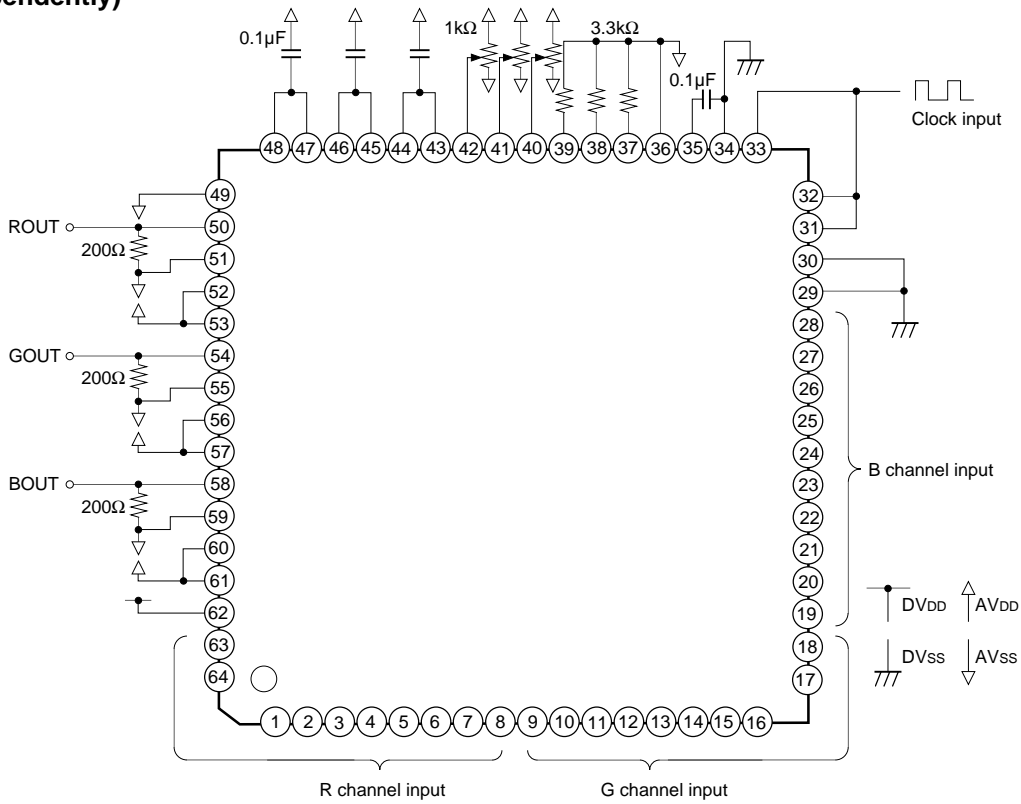 pendently)
0.1μF
1kΩ
3.3kΩ
0.1μF
Clock input
48 47 46 45 44 43 42 41 40 39 38 37 36 35 34 33
49
32
ROUT
50
31
200Ω
51
30
52
29
53
28
GOUT
54
27
200Ω
55
26
56
25
57
24
BOUT
58
23
B channel input
200Ω
59
22
60
21
61
20
62
19
DVDD
AVDD
63
18
64
17
DVSS
AVSS
1 2 3 4 5 6 7 8 9 10 11 12 13 14 15 16
R channel input
G channel input